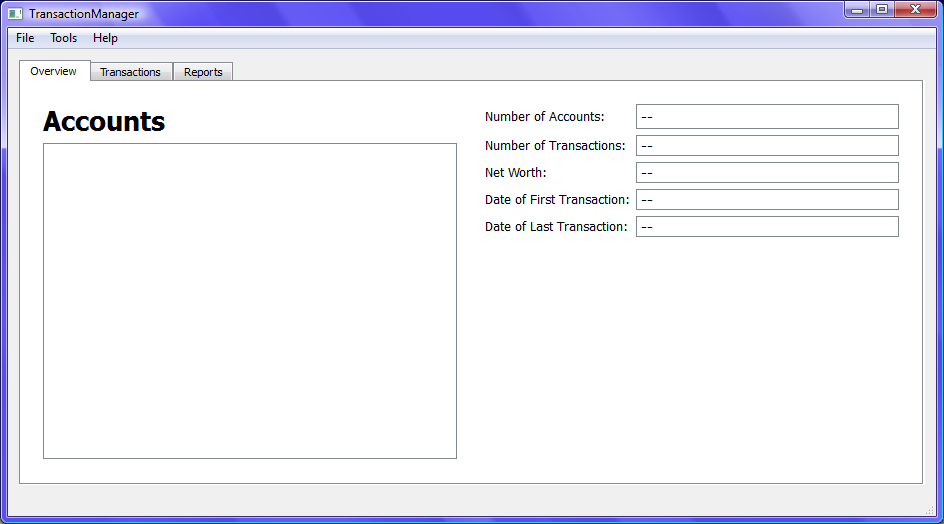 TransactionManager
File Tools Help
Overview Transactions Reports
Accounts
Number of Accounts: --
Number of Transactions: --
Net Worth: --
Date of First Transaction: --
Date of Last Transaction: --